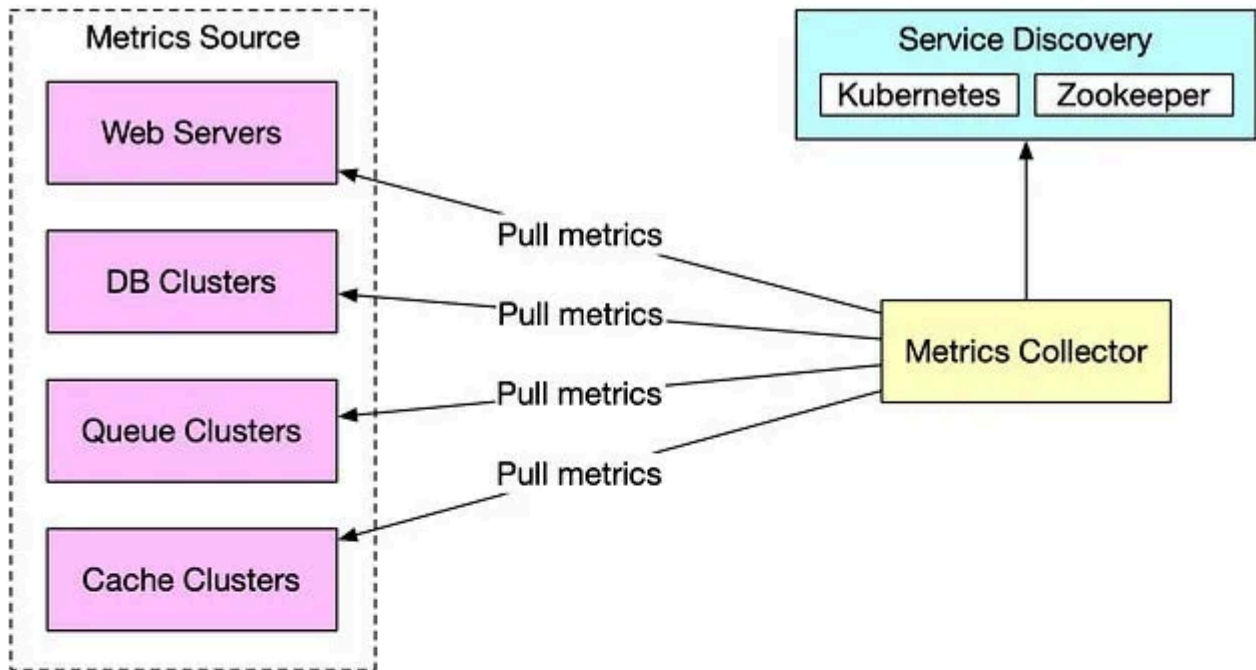 Metrics Source
Web Servers
DB Clusters
Queue Clusters
Cache Clusters
Pull metrics
Pull metrics
Pull metrics
Pull metrics
Service Discovery
Kubernetes
Zookeeper
Metrics Collector